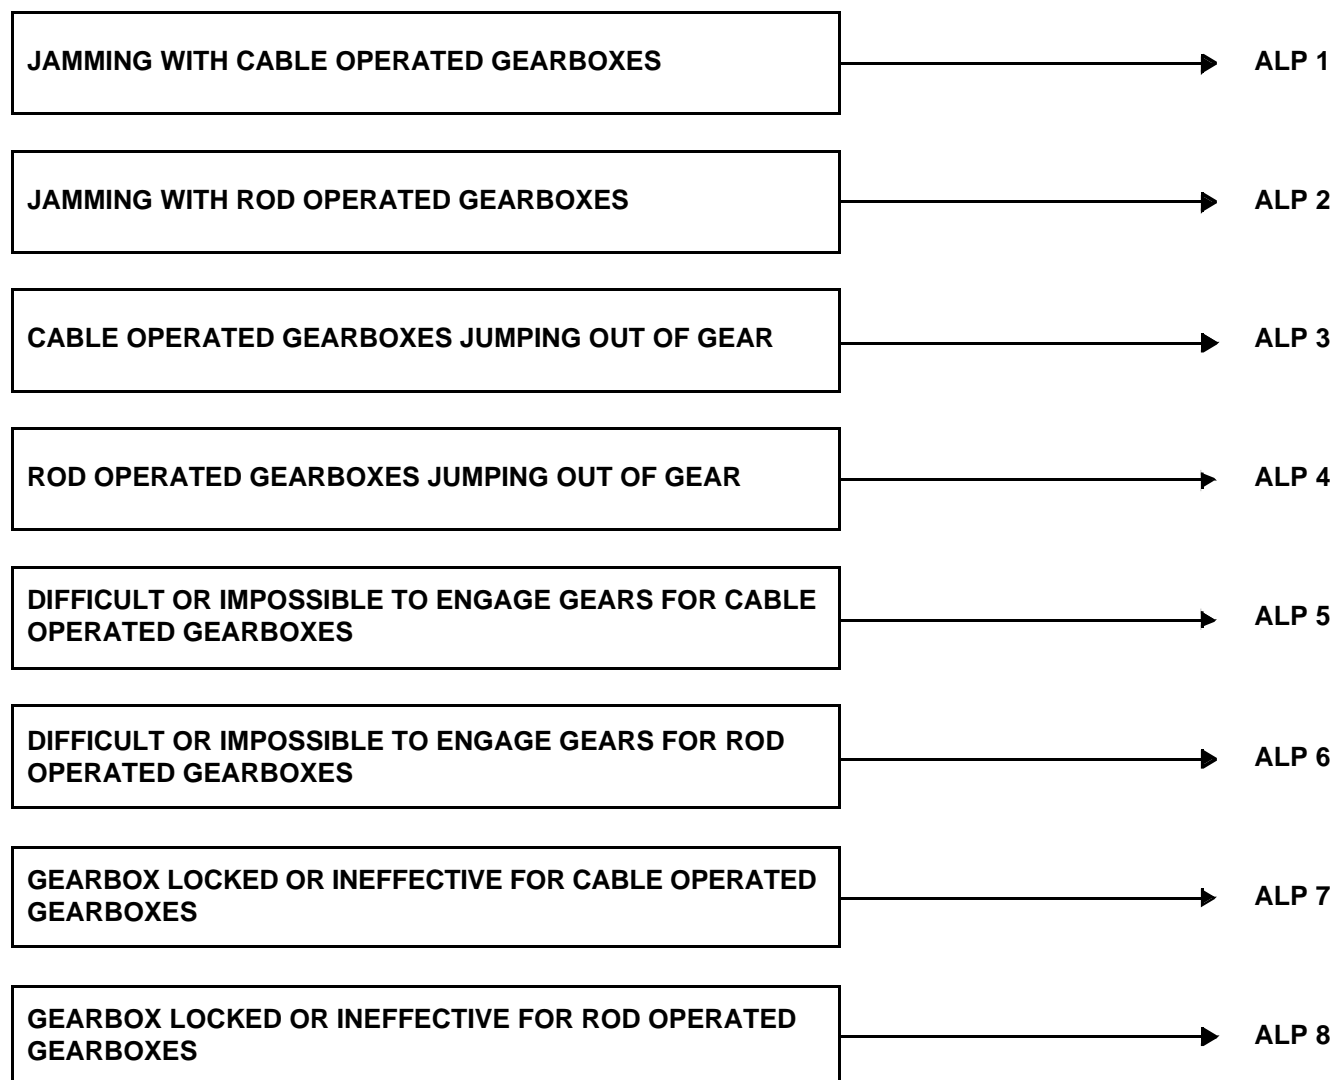 JAMMING WITH CABLE OPERATED GEARBOXES
ALP 1
JAMMING WITH ROD OPERATED GEARBOXES
ALP 2
CABLE OPERATED GEARBOXES JUMPING OUT OF GEAR
ALP 3
ROD OPERATED GEARBOXES JUMPING OUT OF GEAR
ALP 4
DIFFICULT OR IMPOSSIBLE TO ENGAGE GEARS FOR CABLE
OPERATED GEARBOXES
ALP 5
DIFFICULT OR IMPOSSIBLE TO ENGAGE GEARS FOR ROD
OPERATED GEARBOXES
ALP 6
GEARBOX LOCKED OR INEFFECTIVE FOR CABLE OPERATED
GEARBOXES
ALP 7
GEARBOX LOCKED OR INEFFECTIVE FOR ROD OPERATED
GEARBOXES
ALP 8